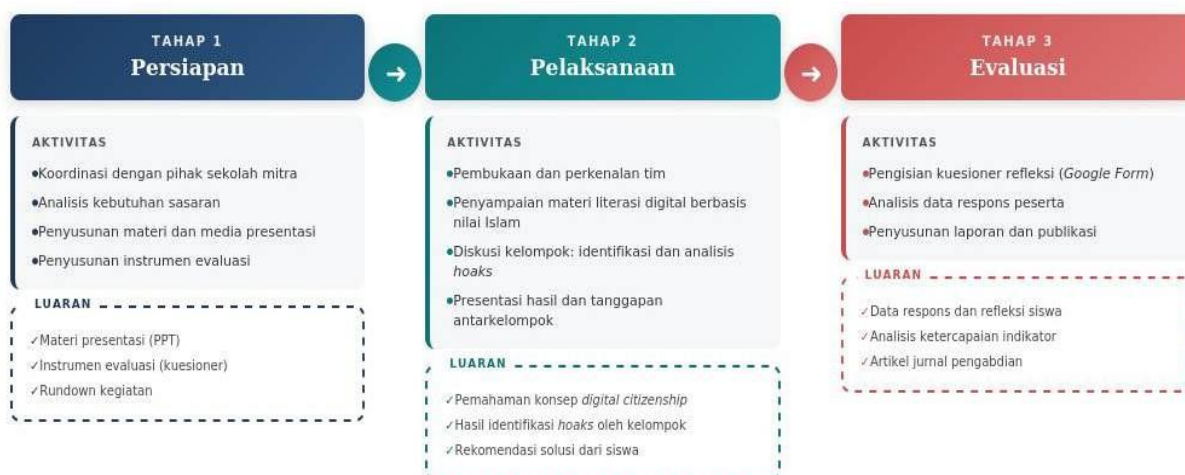 TAHAP 1
Persiapan
AKTIVITAS
•Koordinasi dengan pihak sekolah mitra
•Analisis kebutuhan sasaran
•Penyusunan materi dan media presentasi
•Penyusunan instrumen evaluasi
LUARAN
✓Materi presentasi (PPT)
✓Instrumen evaluasi (kuesioner)
✓Rundown kegiatan
→
TAHAP 2
Pelaksanaan
AKTIVITAS
•Pembukaan dan perkenalan tim
•Penyampaian materi literasi digital berbasis
nilai Islam
•Diskusi kelompok: identifikasi dan analisis
hoaks
•Presentasi hasil dan tanggapan
antarkelompok
LUARAN
✓Pemahaman konsep digital citizenship
✓Hasil identifikasi hoaks oleh kelompok
✓Rekomendasi solusi dari siswa
→
TAHAP 3
Evaluasi
AKTIVITAS
•Pengisian kuesioner refleksi (Google Form)
•Analisis data respons peserta
•Penyusunan laporan dan publikasi
LUARAN
✓Data respons dan refleksi siswa
✓Analisis ketercapaian indikator
✓Artikel jurnal pengabdian